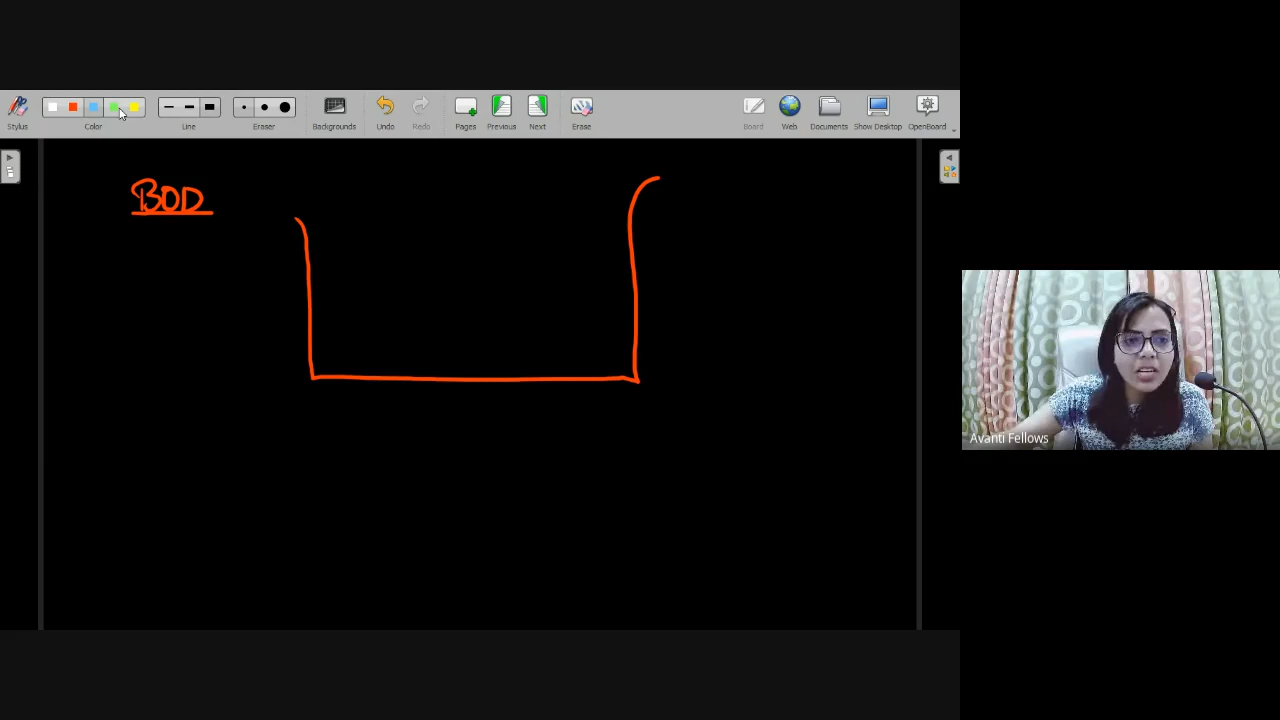 Stylus
Color
Line
Eraser
Backgrounds
Undo
Redo
Pages
Previous
Next
Erase
Board
Web
Documents
Show Desktop
OpenBoard
BOD
Avanti Fellows